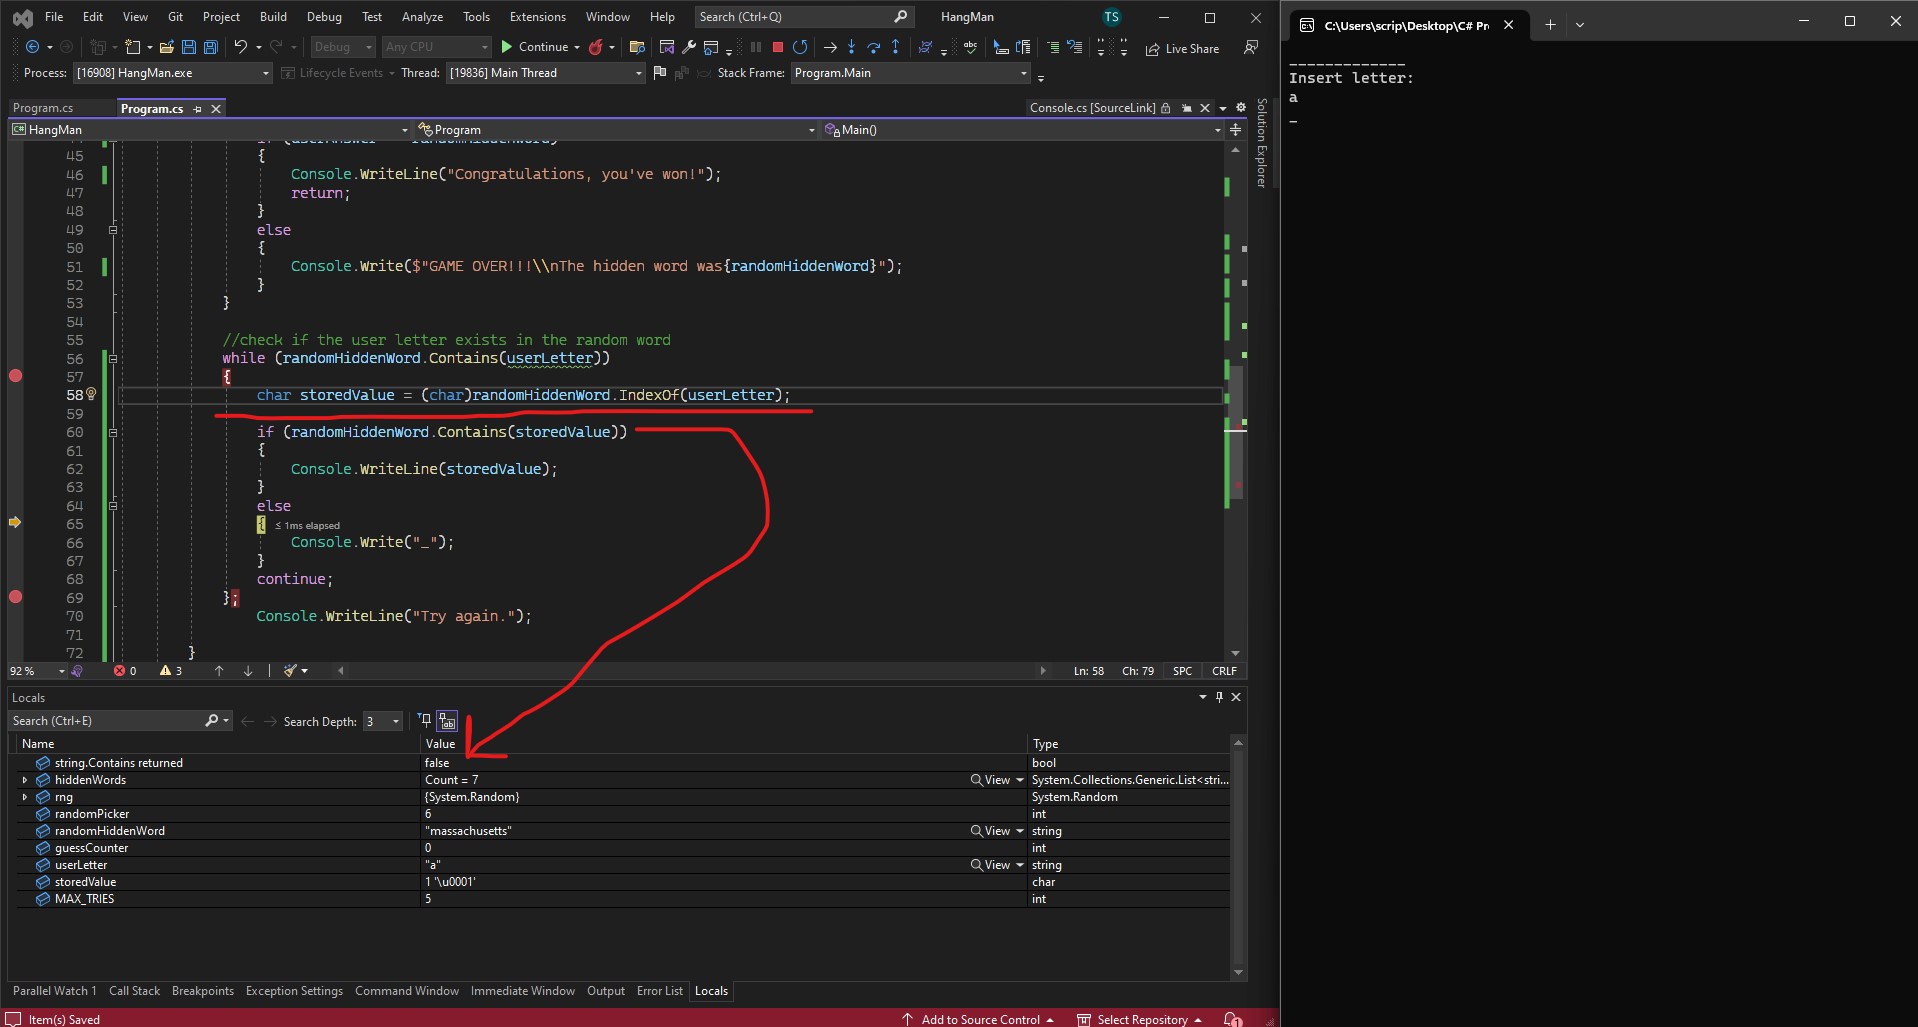 File Edit View Git Project Build Debug Test Analyze Tools Extensions Window Help Search (Ctrl+Q) HangMan TS
Debug Any CPU Continue Live Share
Process: [16908] HangMan.exe Lifecycle Events Thread: [19836] Main Thread Stack Frame: Program.Main
Program.cs Program.cs Console.cs [SourceLink]
HangMan Program Main()
45 {
46 Console.WriteLine("Congratulations, you've won!");
47 return;
48 }
49 else
50 {
51 Console.Write($"GAME OVER!!!\\nThe hidden word was{randomHiddenWord}");
52 }
53 }
54
55 //check if the user letter exists in the random word
56 while (randomHiddenWord.Contains(userLetter))
57 {
58 char storedValue = (char)randomHiddenWord.IndexOf(userLetter);
59
60 if (randomHiddenWord.Contains(storedValue))
61 {
62 Console.WriteLine(storedValue);
63 }
64 else
65 { ≤ 1ms elapsed
66 Console.Write("_");
67 }
68 continue;
69 };
70 Console.WriteLine("Try again.");
71
72 }
92 % 0 3 Ln: 58 Ch: 79 SPC CRLF
Solution Explorer
Locals
Search (Ctrl+E) Search Depth: 3
Name Value Type
string.Contains returned false bool
hiddenWords Count = 7 View System.Collections.Generic.List<stri...
rng {System.Random} System.Random
randomPicker 6 int
randomHiddenWord "massachusetts" View string
guessCounter 0 int
userLetter "a" View string
storedValue 1 '\u0001' char
MAX_TRIES 5 int
Parallel Watch 1 Call Stack Breakpoints Exception Settings Command Window Immediate Window Output Error List Locals
Item(s) Saved Add to Source Control Select Repository 1
C:\Users\scrip\Desktop\C# Pr
_____________
Insert letter:
a
_